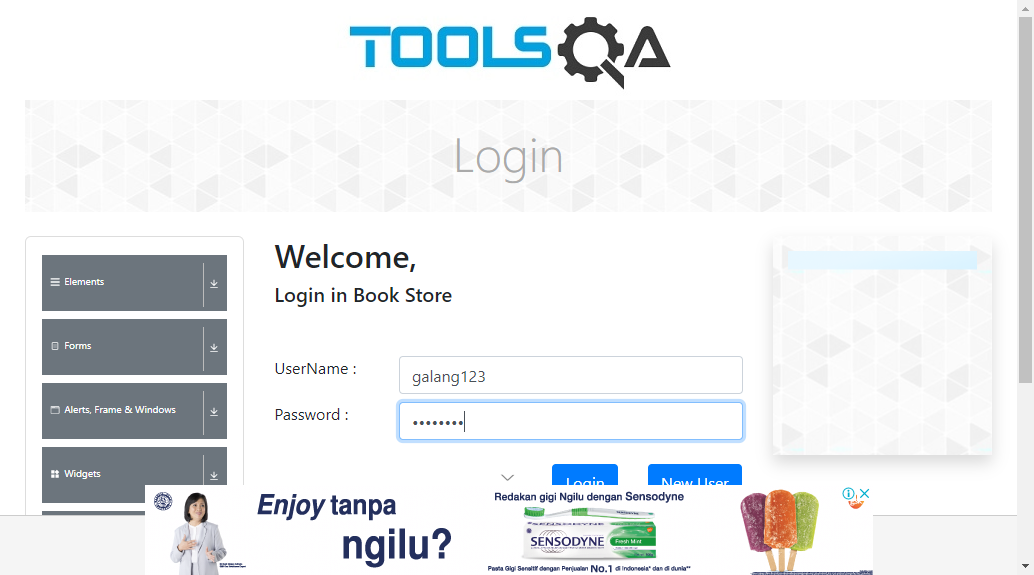 TOOLSQA
Login
Elements
Forms
Alerts, Frame & Windows
Widgets
Welcome,
Login in Book Store
UserName :
galang123
Password :
••••••••
Login
New User
Enjoy tanpa
ngilu?
Redakan gigi Ngilu dengan Sensodyne
SENSODYNE
SENSODYNE
Fresh Mint
Pasta Gigi Sensitif dengan Penjualan No.1 di Indonesia* dan di dunia**